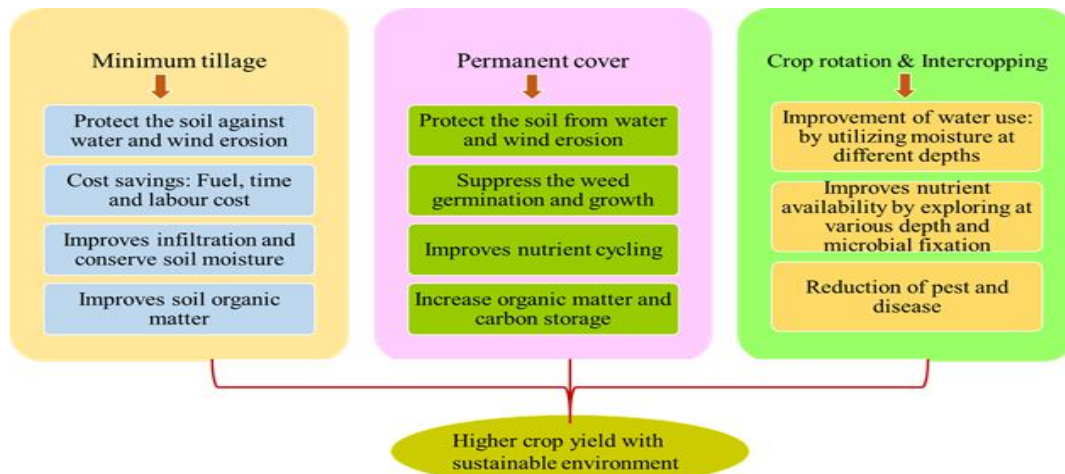 Minimum tillage
Protect the soil against
water and wind erosion
Cost savings: Fuel, time
and labour cost
Improves infiltration and
conserve soil moisture
Improves soil organic
matter
Permanent cover
Protect the soil from water
and wind erosion
Suppress the weed
germination and growth
Improves nutrient cycling
Increase organic matter and
carbon storage
Crop rotation & Intercropping
Improvement of water use:
by utilizing moisture at
different depths
Improves nutrient
availability by exploring at
various depth and
microbial fixation
Reduction of pest and
disease
Higher crop yield with
sustainable environment